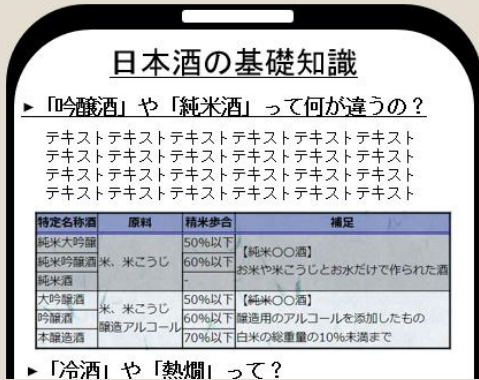 日本酒の基礎知識
▸「吟醸酒」や「純米酒」って何が違うの？
テキストテキストテキストテキストテキストテキスト
テキストテキストテキストテキストテキストテキスト
テキストテキストテキストテキストテキストテキスト
テキストテキストテキストテキストテキストテキスト
特定名称酒 原料 精米歩合 補足
純米大吟醸 50%以下
純米吟醸酒 米、米こうじ 60%以下 【純米〇〇酒】
お米や米こうじとお水だけで作られた酒
純米酒 -
大吟醸酒 50%以下 【純米〇〇酒】
吟醸酒 米、米こうじ 60%以下 醸造用のアルコールを添加したもの
醸造アルコール
本醸造酒 70%以下 白米の総重量の10%未満まで
▸「冷酒」や「熱燗」って？